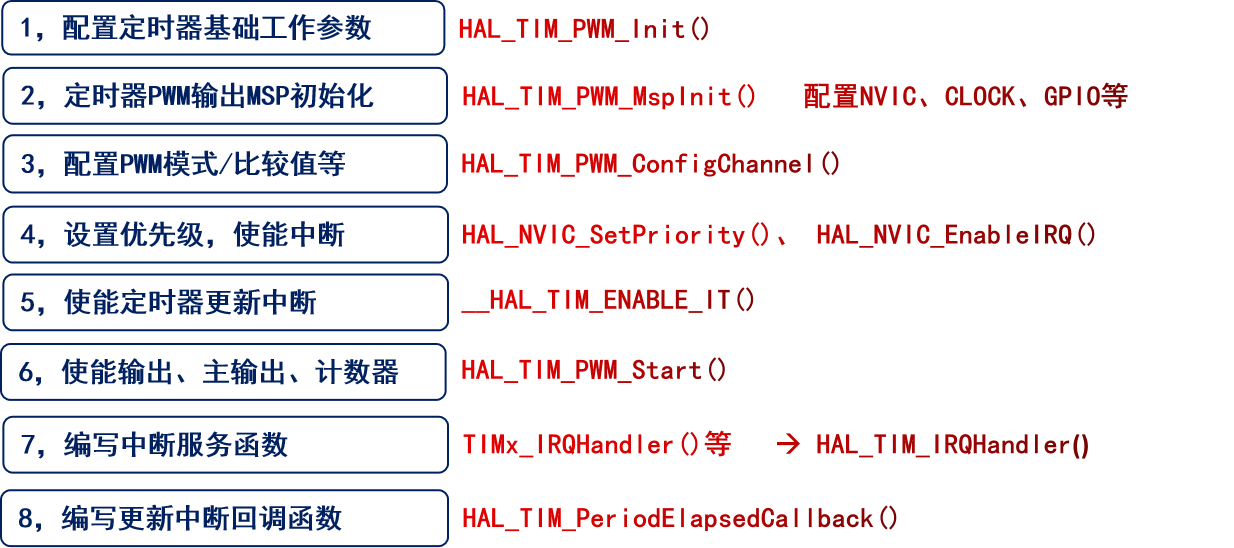 1，配置定时器基础工作参数 HAL_TIM_PWM_Init()
2，定时器PWM输出MSP初始化 HAL_TIM_PWM_MspInit() 配置NVIC、CLOCK、GPIO等
3，配置PWM模式/比较值等 HAL_TIM_PWM_ConfigChannel()
4，设置优先级，使能中断 HAL_NVIC_SetPriority()、 HAL_NVIC_EnableIRQ()
5，使能定时器更新中断 __HAL_TIM_ENABLE_IT()
6，使能输出、主输出、计数器 HAL_TIM_PWM_Start()
7，编写中断服务函数 TIMx_IRQHandler()等 → HAL_TIM_IRQHandler()
8，编写更新中断回调函数 HAL_TIM_PeriodElapsedCallback()